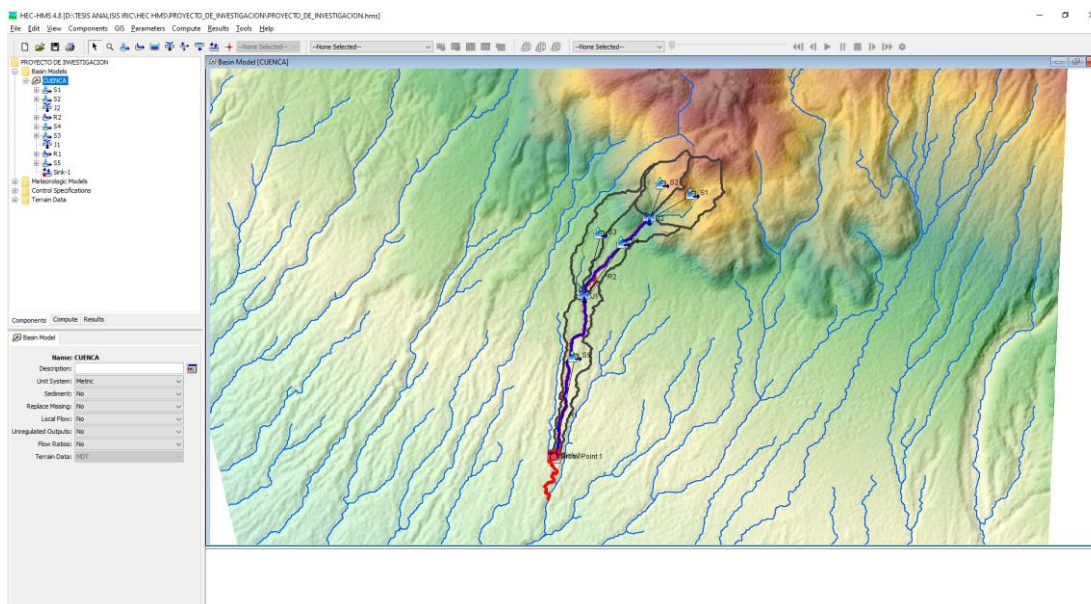 HEC-HMS 4.8 [D:\TESIS ANALISIS IRIC\HEC HMS\PROYECTO_DE_INVESTIGACION\PROYECTO_DE_INVESTIGACION.hms]
File Edit View Components GIS Parameters Compute Results Tools Help
--None Selected-- --None Selected-- --None Selected--
PROYECTO DE INVESTIGACION
Basin Models
CUENCA
S1
S2
J2
R2
S4
S3
J1
R1
S5
Sink-1
Meteorologic Models
Control Specifications
Terrain Data
Components Compute Results
Basin Model
Name: CUENCA
Description:
Unit System: Metric
Sediment: No
Replace Missing: No
Local Flow: No
Unregulated Outputs: No
Flow Ratios: No
Terrain Data: MDT
Basin Model [CUENCA]
S2
S1
S3
R2
J1
S5
Point 1